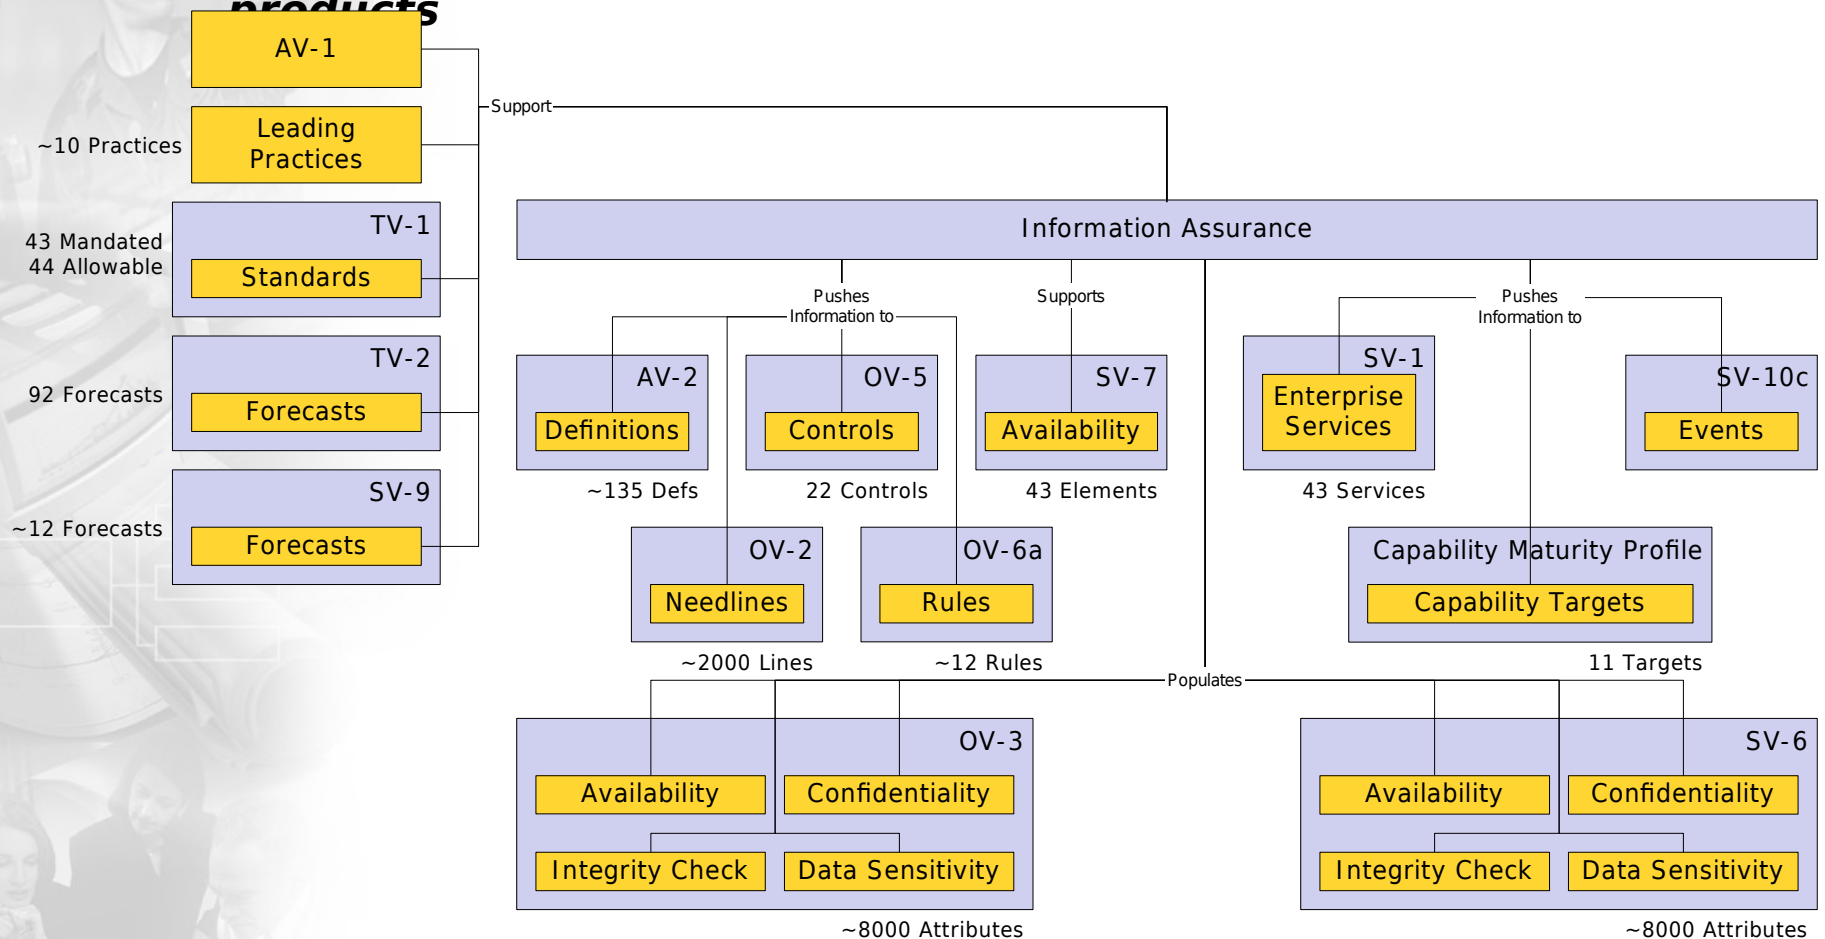 products
AV-1
Leading
Practices
~10 Practices
TV-1
43 Mandated
44 Allowable
Standards
TV-2
92 Forecasts
Forecasts
SV-9
~12 Forecasts
Forecasts
Support
Information Assurance
Pushes
Information to
Supports
Pushes
Information to
AV-2
Definitions
~135 Defs
OV-5
Controls
22 Controls
SV-7
Availability
43 Elements
SV-1
Enterprise
Services
43 Services
SV-10c
Events
OV-2
Needlines
~2000 Lines
OV-6a
Rules
~12 Rules
Capability Maturity Profile
Capability Targets
11 Targets
Populates
OV-3
Availability
Confidentiality
Integrity Check
Data Sensitivity
~8000 Attributes
SV-6
Availability
Confidentiality
Integrity Check
Data Sensitivity
~8000 Attributes